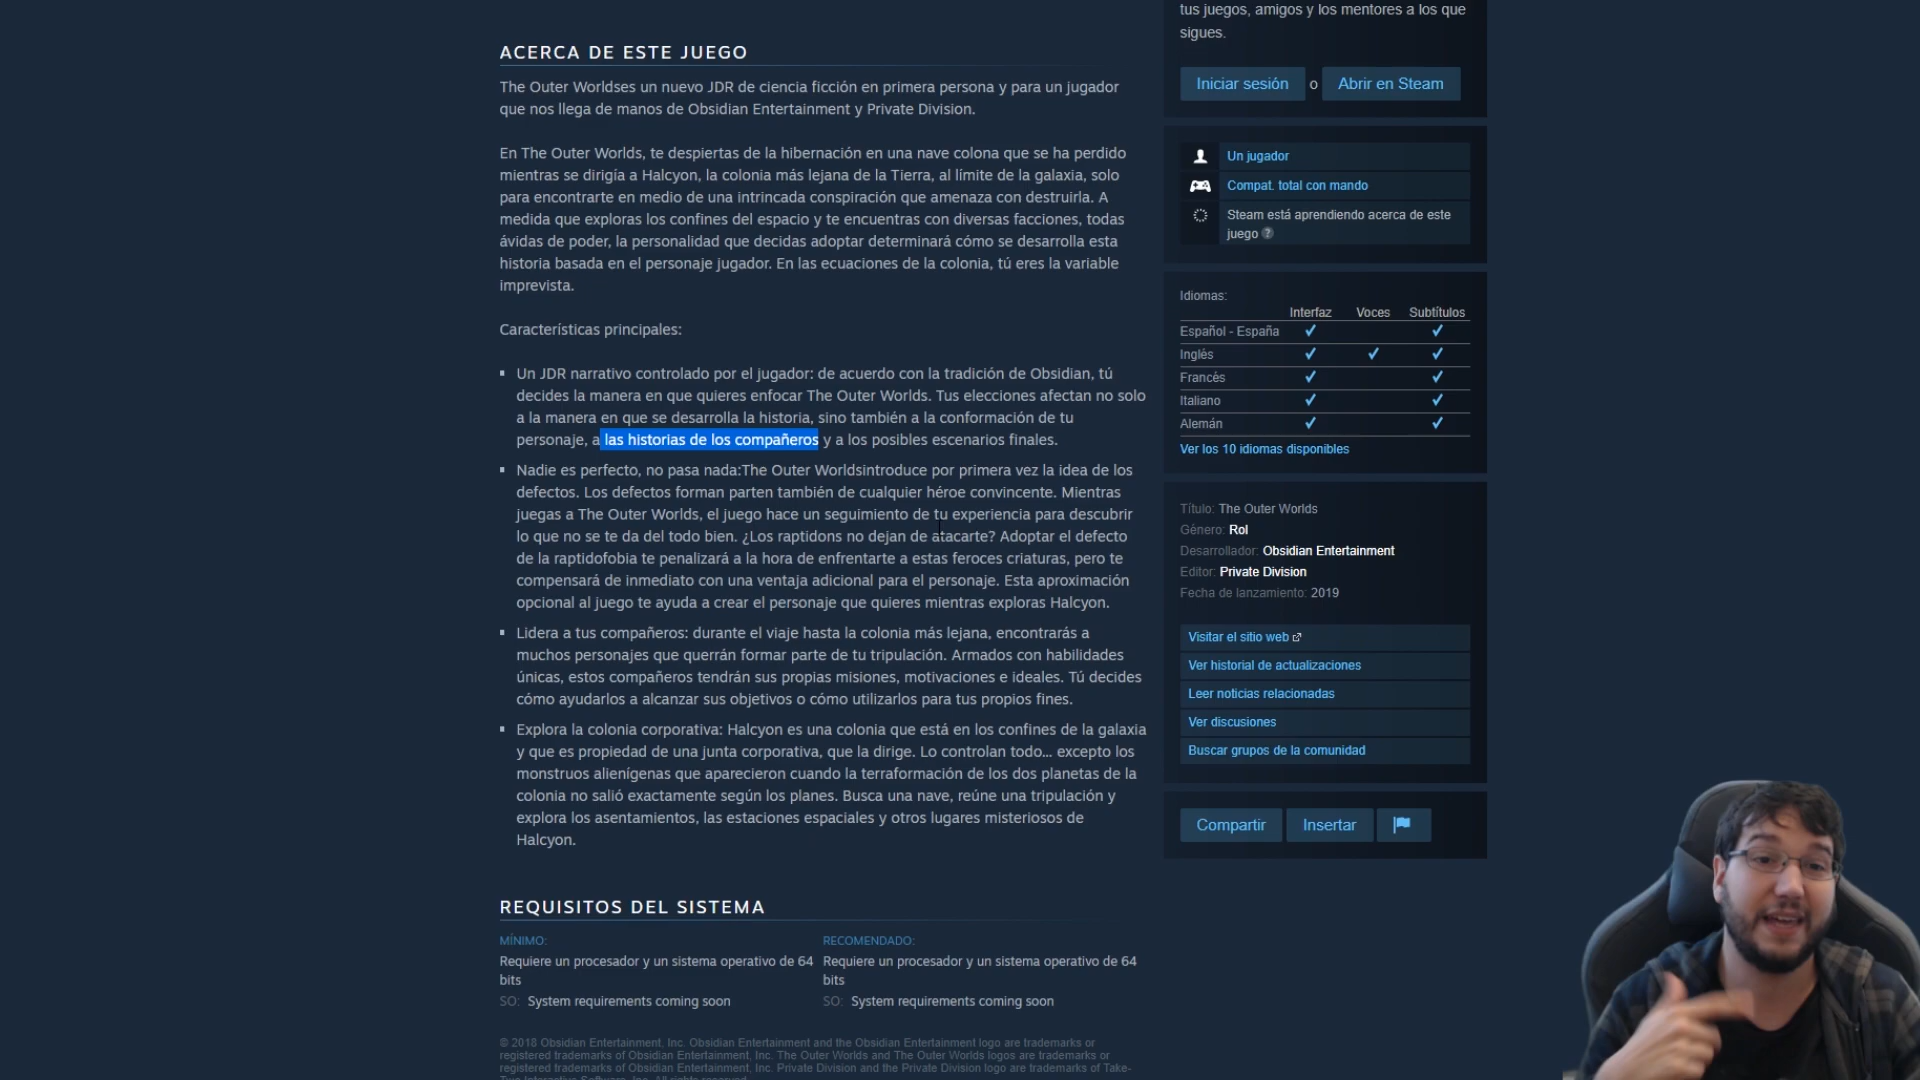 tus juegos, amigos y los mentores a los que
sigues.
Iniciar sesión o Abrir en Steam
ACERCA DE ESTE JUEGO
The Outer Worldses un nuevo JDR de ciencia ficción en primera persona y para un jugador
que nos llega de manos de Obsidian Entertainment y Private Division.
En The Outer Worlds, te despiertas de la hibernación en una nave colona que se ha perdido
mientras se dirigía a Halcyon, la colonia más lejana de la Tierra, al límite de la galaxia, solo
para encontrarte en medio de una intrincada conspiración que amenaza con destruirla. A
medida que exploras los confines del espacio y te encuentras con diversas facciones, todas
ávidas de poder, la personalidad que decidas adoptar determinará cómo se desarrolla esta
historia basada en el personaje jugador. En las ecuaciones de la colonia, tú eres la variable
imprevista.
Características principales:
Un JDR narrativo controlado por el jugador: de acuerdo con la tradición de Obsidian, tú
decides la manera en que quieres enfocar The Outer Worlds. Tus elecciones afectan no solo
a la manera en que se desarrolla la historia, sino también a la conformación de tu
personaje, a las historias de los compañeros y a los posibles escenarios finales.
Nadie es perfecto, no pasa nada:The Outer Worldsintroduce por primera vez la idea de los
defectos. Los defectos forman parten también de cualquier héroe convincente. Mientras
juegas a The Outer Worlds, el juego hace un seguimiento de tu experiencia para descubrir
lo que no se te da del todo bien. ¿Los raptidons no dejan de atacarte? Adoptar el defecto
de la raptidofobia te penalizará a la hora de enfrentarte a estas feroces criaturas, pero te
compensará de inmediato con una ventaja adicional para el personaje. Esta aproximación
opcional al juego te ayuda a crear el personaje que quieres mientras exploras Halcyon.
Lidera a tus compañeros: durante el viaje hasta la colonia más lejana, encontrarás a
muchos personajes que querrán formar parte de tu tripulación. Armados con habilidades
únicas, estos compañeros tendrán sus propias misiones, motivaciones e ideales. Tú decides
cómo ayudarlos a alcanzar sus objetivos o cómo utilizarlos para tus propios fines.
Explora la colonia corporativa: Halcyon es una colonia que está en los confines de la galaxia
y que es propiedad de una junta corporativa, que la dirige. Lo controlan todo... excepto los
monstruos alienígenas que aparecieron cuando la terraformación de los dos planetas de la
colonia no salió exactamente según los planes. Busca una nave, reúne una tripulación y
explora los asentamientos, las estaciones espaciales y otros lugares misteriosos de
Halcyon.
REQUISITOS DEL SISTEMA
MÍNIMO:
Requiere un procesador y un sistema operativo de 64
bits
SO: System requirements coming soon
RECOMENDADO:
Requiere un procesador y un sistema operativo de 64
bits
SO: System requirements coming soon
© 2018 Obsidian Entertainment, Inc. Obsidian Entertainment and the Obsidian Entertainment logo are trademarks or
registered trademarks of Obsidian Entertainment, Inc. The Outer Worlds and The Outer Worlds logos are trademarks or
registered trademarks of Obsidian Entertainment, Inc. Private Division and the Private Division logo are trademarks of Take-
Un jugador
Compat. total con mando
Steam está aprendiendo acerca de este
juego ?
Idiomas:
Interfaz Voces Subtítulos
Español - España ✓ ✓
Inglés ✓ ✓ ✓
Francés ✓ ✓
Italiano ✓ ✓
Alemán ✓ ✓
Ver los 10 idiomas disponibles
Título: The Outer Worlds
Género: Rol
Desarrollador: Obsidian Entertainment
Editor: Private Division
Fecha de lanzamiento: 2019
Visitar el sitio web
Ver historial de actualizaciones
Leer noticias relacionadas
Ver discusiones
Buscar grupos de la comunidad
Compartir Insertar